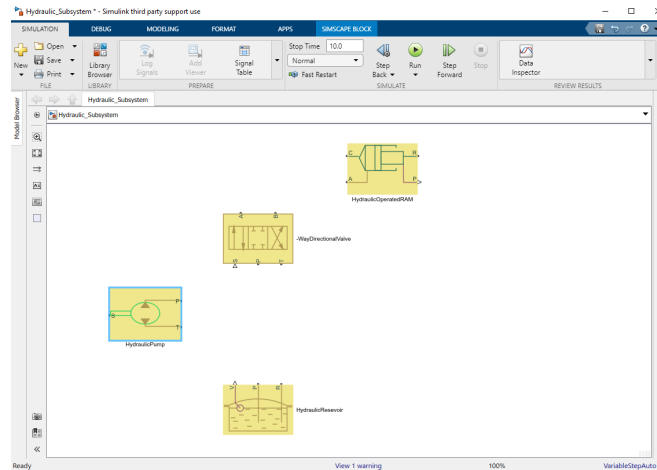 Hydraulic_Subsystem * - Simulink third party support use
SIMULATION DEBUG MODELING FORMAT APPS SIMSCAPE BLOCK
New
Open
Save
Print
FILE
Library
Browser
LIBRARY
Log
Signals
Add
Viewer
Signal
Table
PREPARE
Stop Time 10.0
Normal
Fast Restart
Step
Back
Run
Step
Forward
Stop
SIMULATE
Data
Inspector
REVIEW RESULTS
Model Browser
Hydraulic_Subsystem
Hydraulic_Subsystem
C R
A P
HydraulicOperatedRAM
A B
-WayDirectionalValve
S P T
P
S
T
HydraulicPump
V P R
HydraulicResevoir
Ready View 1 warning 100% VariableStepAuto